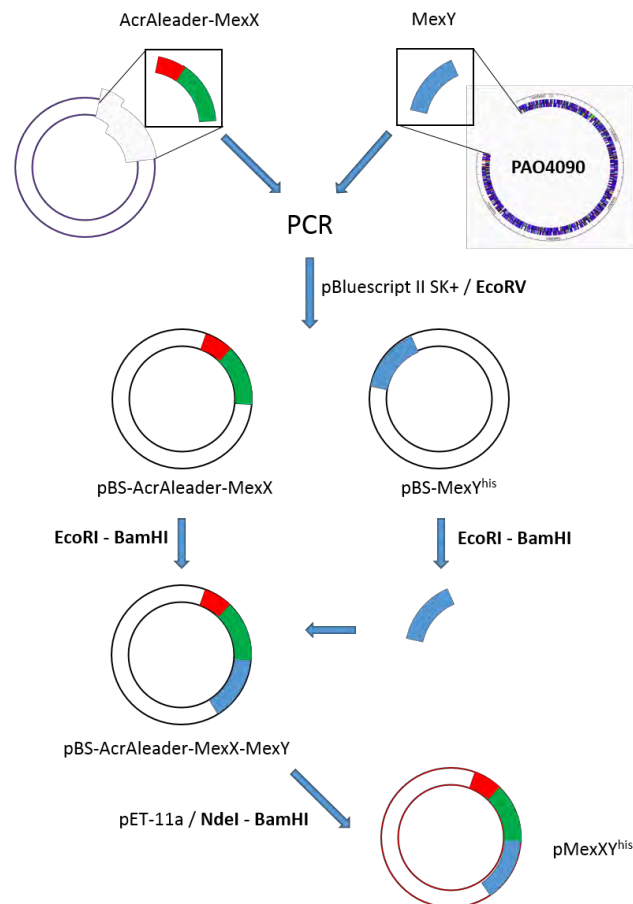 AcrAleader-MexX
MexY
PAO4090
PCR
pBluescript II SK+ / EcoRV
pBS-AcrAleader-MexX
pBS-MexYhis
EcoRI - BamHI
EcoRI - BamHI
pBS-AcrAleader-MexX-MexY
pET-11a / NdeI - BamHI
pMexXYhis